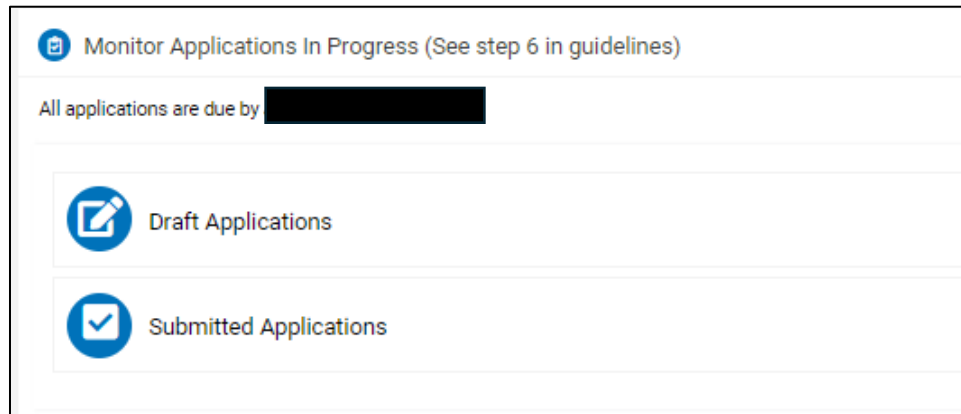 Monitor Applications In Progress (See step 6 in guidelines)
All applications are due by
Draft Applications
Submitted Applications